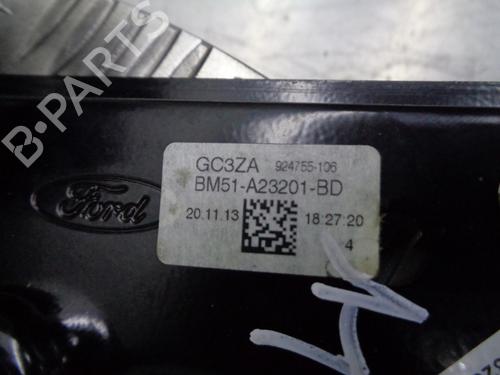 B-PARTS
Ford
GC3ZA 924755-106
BM51-A23201-BD
20.11.13 18:27:20
4